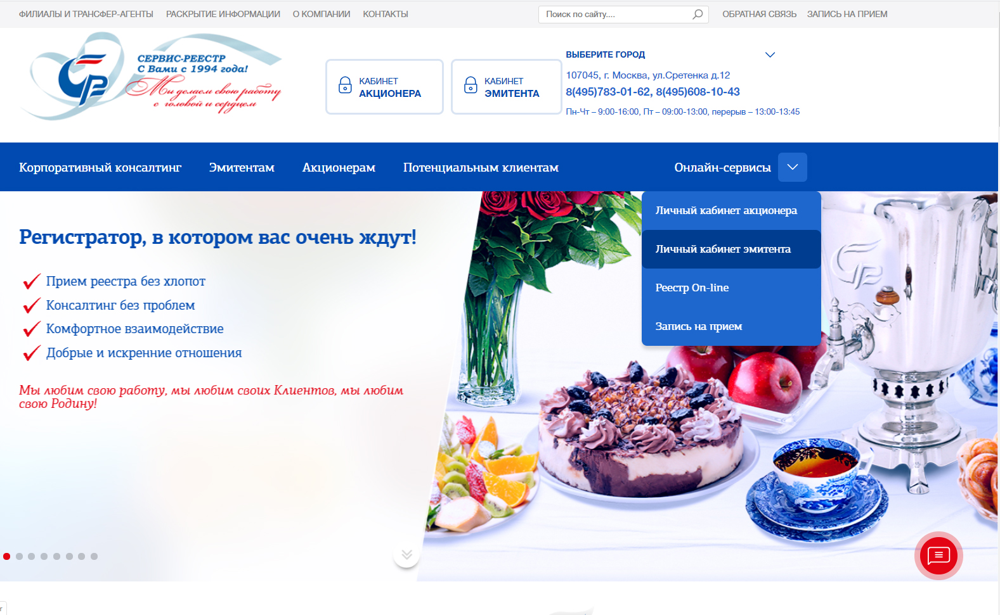 ФИЛИАЛЫ И ТРАНСФЕР-АГЕНТЫ РАСКРЫТИЕ ИНФОРМАЦИИ О КОМПАНИИ КОНТАКТЫ Поиск по сайту.... ОБРАТНАЯ СВЯЗЬ ЗАПИСЬ НА ПРИЕМ
СЕРВИС-РЕЕСТР
С Вами с 1994 года!
Мы делаем свою работу
с головой и сердцем
КАБИНЕТ
АКЦИОНЕРА
КАБИНЕТ
ЭМИТЕНТА
ВЫБЕРИТЕ ГОРОД
107045, г. Москва, ул.Сретенка д.12
8(495)783-01-62, 8(495)608-10-43
Пн-Чт – 9:00-16:00, Пт – 09:00-13:00, перерыв – 13:00-13:45
Корпоративный консалтинг Эмитентам Акционерам Потенциальным клиентам Онлайн-сервисы
Личный кабинет акционера
Личный кабинет эмитента
Реестр On-line
Запись на прием
Регистратор, в котором вас очень ждут!
Прием реестра без хлопот
Консалтинг без проблем
Комфортное взаимодействие
Добрые и искренние отношения
Мы любим свою работу, мы любим своих Клиентов, мы любим
свою Родину!